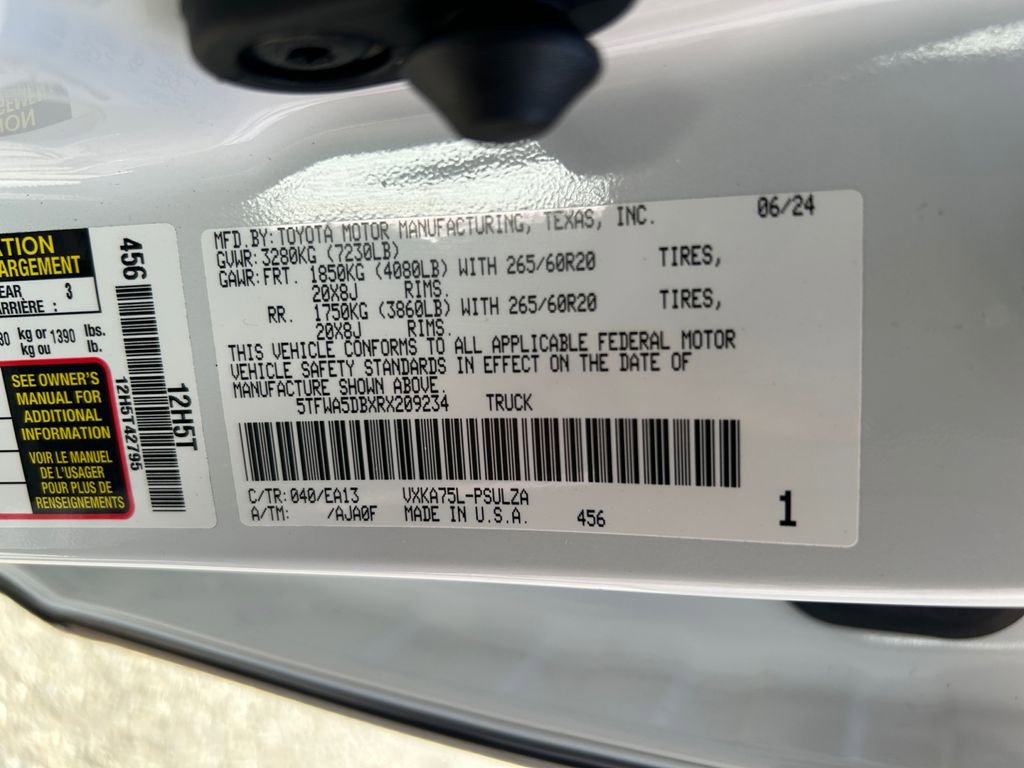 MFD.BY:TOYOTA MOTOR MANUFACTURING, TEXAS, INC. 06/24
GVWR:3280KG (7230LB)
GAWR:FRT. 1850KG (4080LB) WITH 265/60R20 TIRES,
20X8J RIMS.
RR. 1750KG (3860LB) WITH 265/60R20 TIRES,
20X8J RIMS.
THIS VEHICLE CONFORMS TO ALL APPLICABLE FEDERAL MOTOR
VEHICLE SAFETY STANDARDS IN EFFECT ON THE DATE OF
MANUFACTURE SHOWN ABOVE.
5TFWA5DBXRX209234 TRUCK
C/TR:040/EA13 VXKA75L-PSULZA
A/TM: /AJA0F MADE IN U.S.A. 456 1
3
kg or 1390 lbs.
kg ou lb.
SEE OWNER'S
MANUAL FOR
ADDITIONAL
INFORMATION
VOIR LE MANUEL
DE L'USAGER
POUR PLUS DE
RENSEIGNEMENTS
456
12H5T42795
12H5T